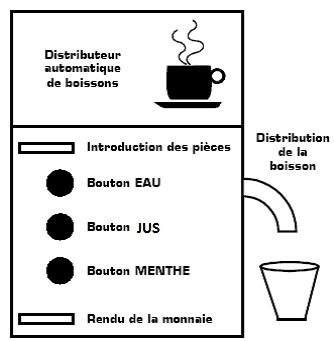 Distributeur
automatique
de boissons
Introduction des pièces
Bouton EAU
Bouton JUS
Bouton MENTHE
Rendu de la monnaie
Distribution
de la
boisson